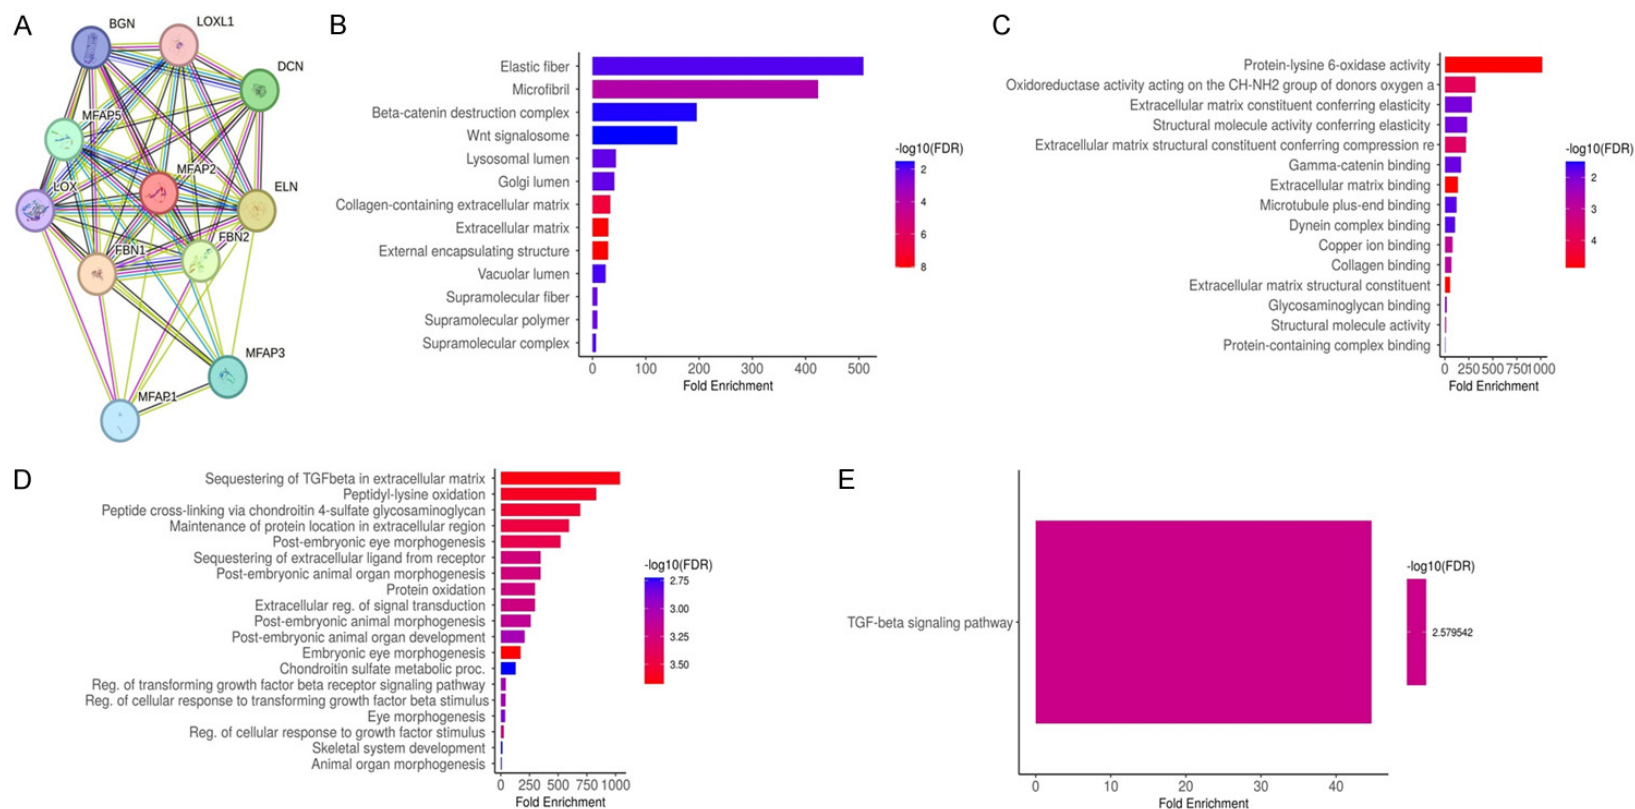 A
BGN
LOXL1
DCN
MFAP5
MFAP2
LOX
ELN
FBN2
FBN1
MFAP3
MFAP1
B
Elastic fiber
Microfibril
Beta-catenin destruction complex
Wnt signalosome
Lysosomal lumen
Golgi lumen
Collagen-containing extracellular matrix
Extracellular matrix
External encapsulating structure
Vacuolar lumen
Supramolecular fiber
Supramolecular polymer
Supramolecular complex
0 100 200 300 400 500
Fold Enrichment
-log10(FDR)
2
4
6
8
C
Protein-lysine 6-oxidase activity
Oxidoreductase activity acting on the CH-NH2 group of donors oxygen a
Extracellular matrix constituent conferring elasticity
Structural molecule activity conferring elasticity
Extracellular matrix structural constituent conferring compression re
Gamma-catenin binding
Extracellular matrix binding
Microtubule plus-end binding
Dynein complex binding
Copper ion binding
Collagen binding
Extracellular matrix structural constituent
Glycosaminoglycan binding
Structural molecule activity
Protein-containing complex binding
0 250 500 750 1000
Fold Enrichment
-log10(FDR)
2
3
4
D
Sequestering of TGFbeta in extracellular matrix
Peptidyl-lysine oxidation
Peptide cross-linking via chondroitin 4-sulfate glycosaminoglycan
Maintenance of protein location in extracellular region
Post-embryonic eye morphogenesis
Sequestering of extracellular ligand from receptor
Post-embryonic animal organ morphogenesis
Protein oxidation
Extracellular reg. of signal transduction
Post-embryonic animal morphogenesis
Post-embryonic animal organ development
Embryonic eye morphogenesis
Chondroitin sulfate metabolic proc.
Reg. of transforming growth factor beta receptor signaling pathway
Reg. of cellular response to transforming growth factor beta stimulus
Eye morphogenesis
Reg. of cellular response to growth factor stimulus
Skeletal system development
Animal organ morphogenesis
0 250 500 750 1000
Fold Enrichment
-log10(FDR)
2.75
3.00
3.25
3.50
E
TGF-beta signaling pathway
0 10 20 30 40
Fold Enrichment
-log10(FDR)
2.579542